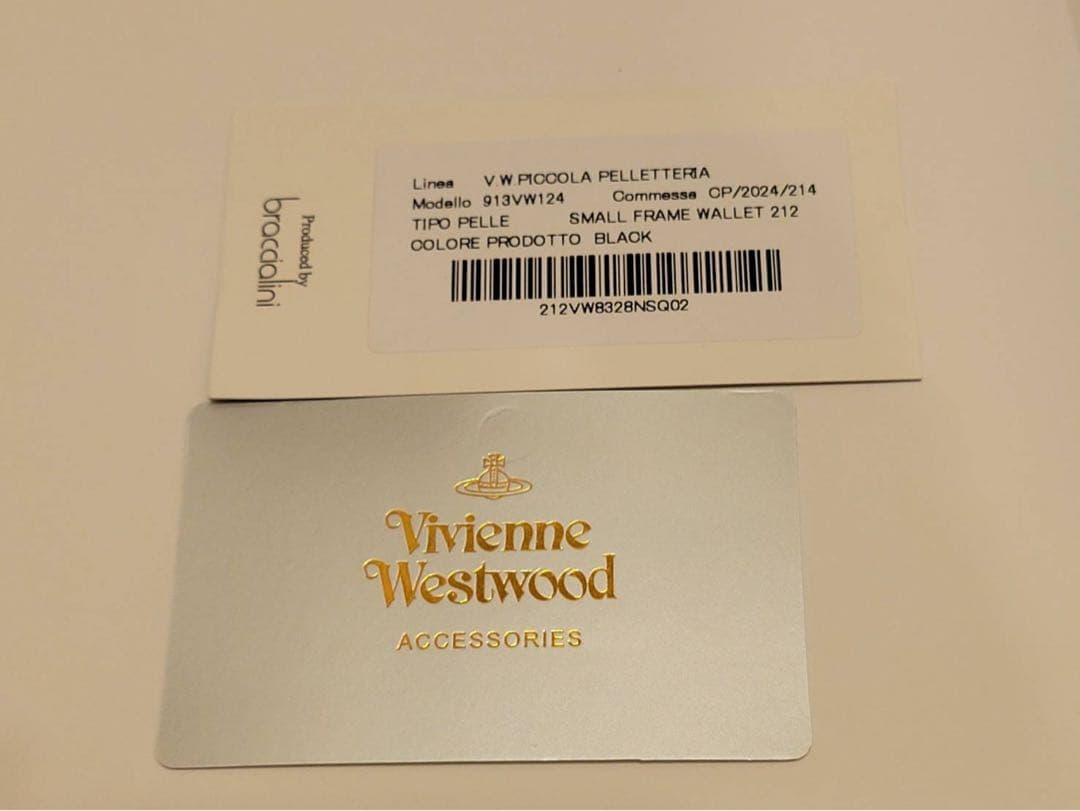 Produced by
braccialini
Linea V.W.PICCOLA PELLETTERIA
Modello 913VW124 Commessa CP/2024/214
TIPO PELLE SMALL FRAME WALLET 212
COLORE PRODOTTO BLACK
212VW8328NSQ02
Vivienne
Westwood
ACCESSORIES